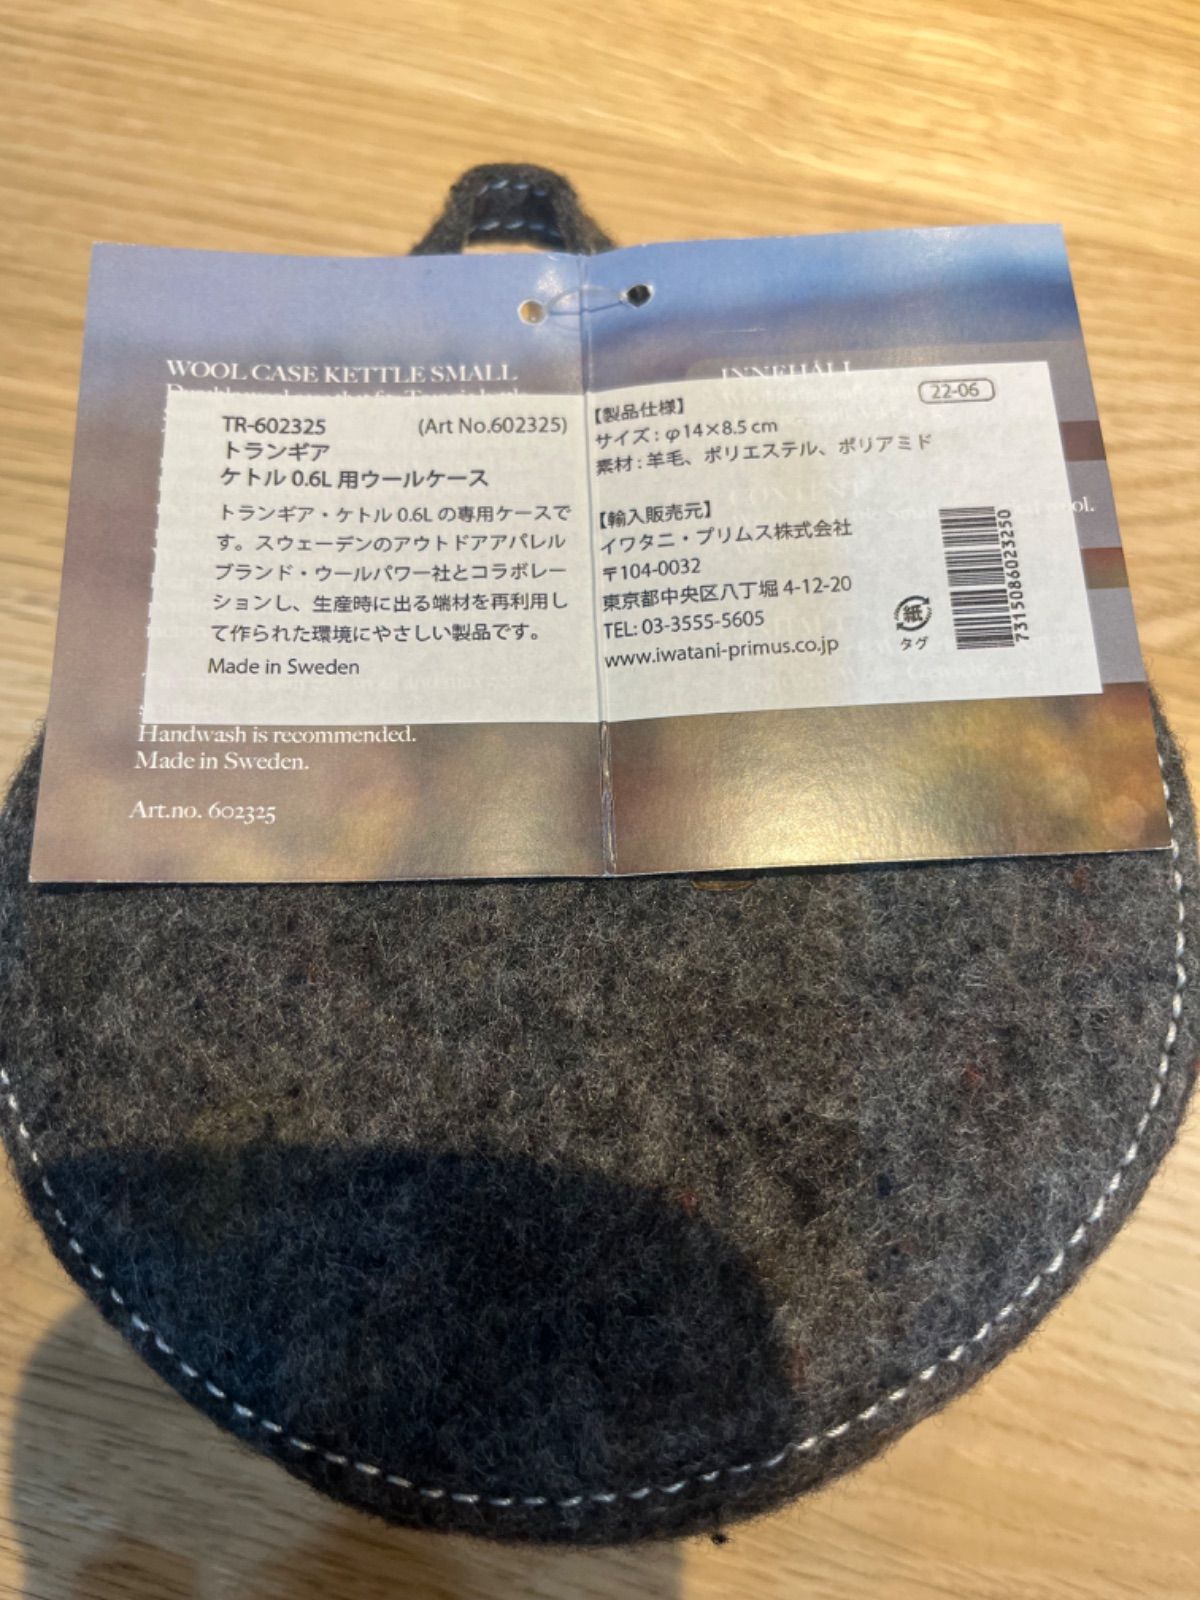 WOOL CASE KETTLE SMALL
TR-602325 (Art No.602325)
トランギア
ケトル 0.6L 用ウールケース
トランギア・ケトル 0.6L の専用ケースで
す。スウェーデンのアウトドアアパレル
ブランド・ウールパワー社とコラボレー
ションし、生産時に出る端材を再利用し
て作られた環境にやさしい製品です。
Made in Sweden
Handwash is recommended.
Made in Sweden.
Art.no. 602325
INNEHÅLL
22-06
【製品仕様】
サイズ : φ14×8.5 cm
素材 : 羊毛、ポリエステル、ポリアミド
CONTENT
ool.
【輸入販売元】
イワタニ・プリムス株式会社
〒104-0032
東京都中央区八丁堀 4-12-20
TEL: 03-3555-5605
www.iwatani-primus.co.jp
紙
タグ
7315086023250